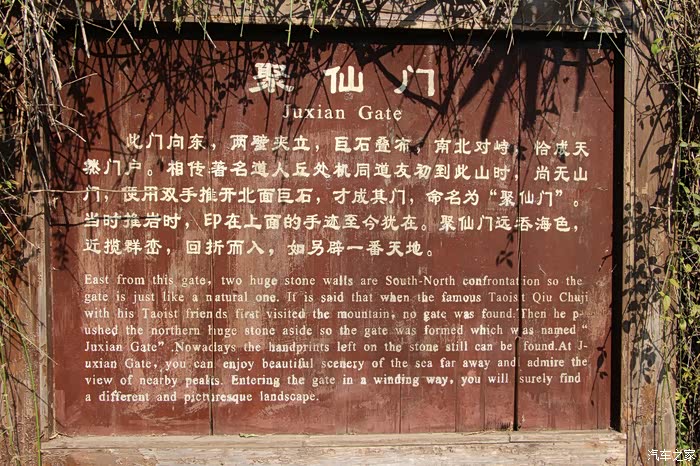 聚仙门
Juxian Gate
此门向东，两壁夹立，巨石叠布，南北对峙，恰成天
然门户。相传著名道人丘处机同道友初到此山时，尚无山
门，便用双手推开北面巨石，才成其门，命名为“聚仙门”。
当时推岩时，印在上面的手迹至今犹在。聚仙门远吞海色，
近揽群峦，回折而入，如另辟一番天地。
East from this gate, two huge stone walls are South-North confrontation so the
gate is just like a natural one. It is said that when the famous Taoist Qiu Chuji
with his Taoist friends first visited the mountain, no gate was found.Then he p-
ushed the northern huge stone aside so the gate was formed which was named “
Juxian Gate” .Nowadays the handprints left on the stone still can be found.At J-
uxian Gate, you can enjoy beautiful scenery of the sea far away and admire the
view of nearby peaks. Entering the gate in a winding way, you will surely find
a different and picturesque landscape.
汽车之家